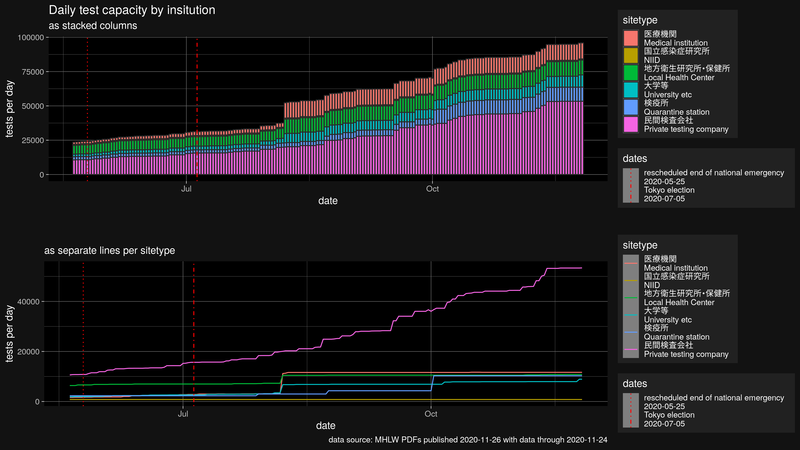 Daily test capacity by insitution
as stacked columns
100000
75000
50000
25000
0
tests per day
Jul
Oct
date
sitetype
医療機関
Medical institution
国立感染症研究所
NIID
地方衛生研究所・保健所
Local Health Center
大学等
University etc
検疫所
Quarantine station
民間検査会社
Private testing company
dates
rescheduled end of national emergency
2020-05-25
Tokyo election
2020-07-05
as separate lines per sitetype
40000
20000
0
tests per day
Jul
Oct
date
sitetype
医療機関
Medical institution
国立感染症研究所
NIID
地方衛生研究所・保健所
Local Health Center
大学等
University etc
検疫所
Quarantine station
民間検査会社
Private testing company
dates
rescheduled end of national emergency
2020-05-25
Tokyo election
2020-07-05
data source: MHLW PDFs published 2020-11-26 with data through 2020-11-24